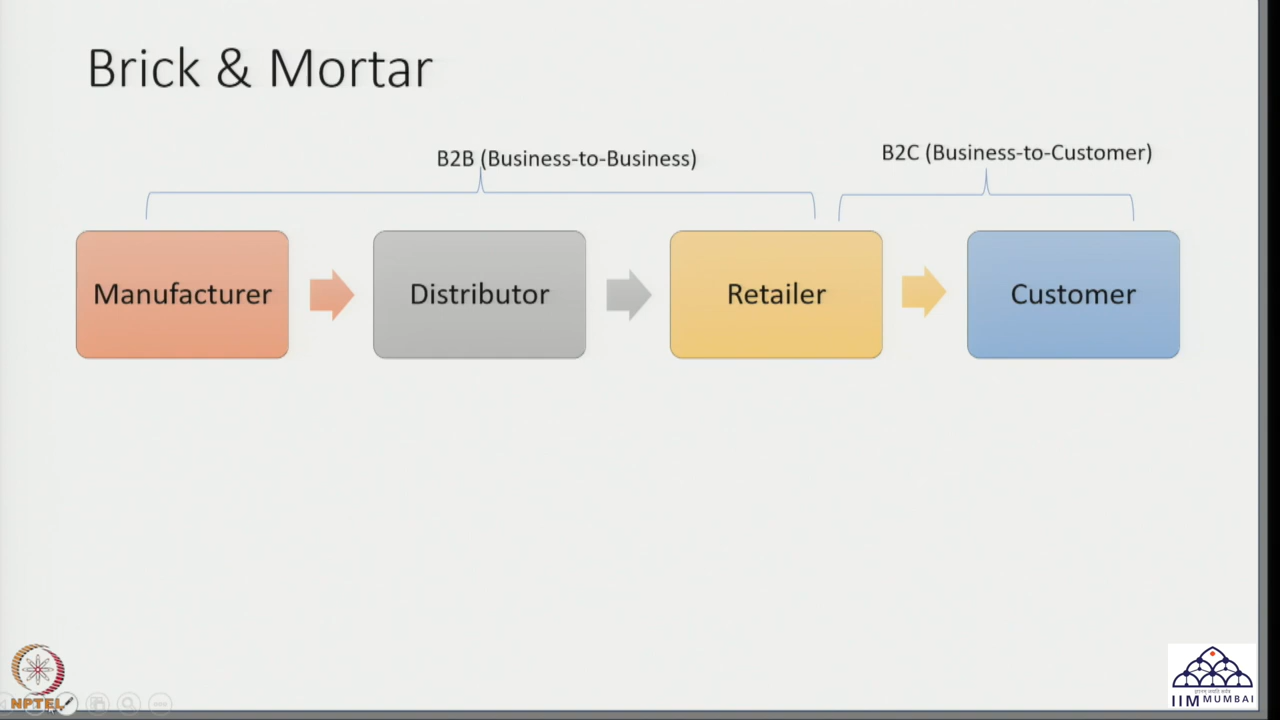 Brick & Mortar
B2B (Business-to-Business)
B2C (Business-to-Customer)
Manufacturer
Distributor
Retailer
Customer
NPTEL
IIM MUMBAI